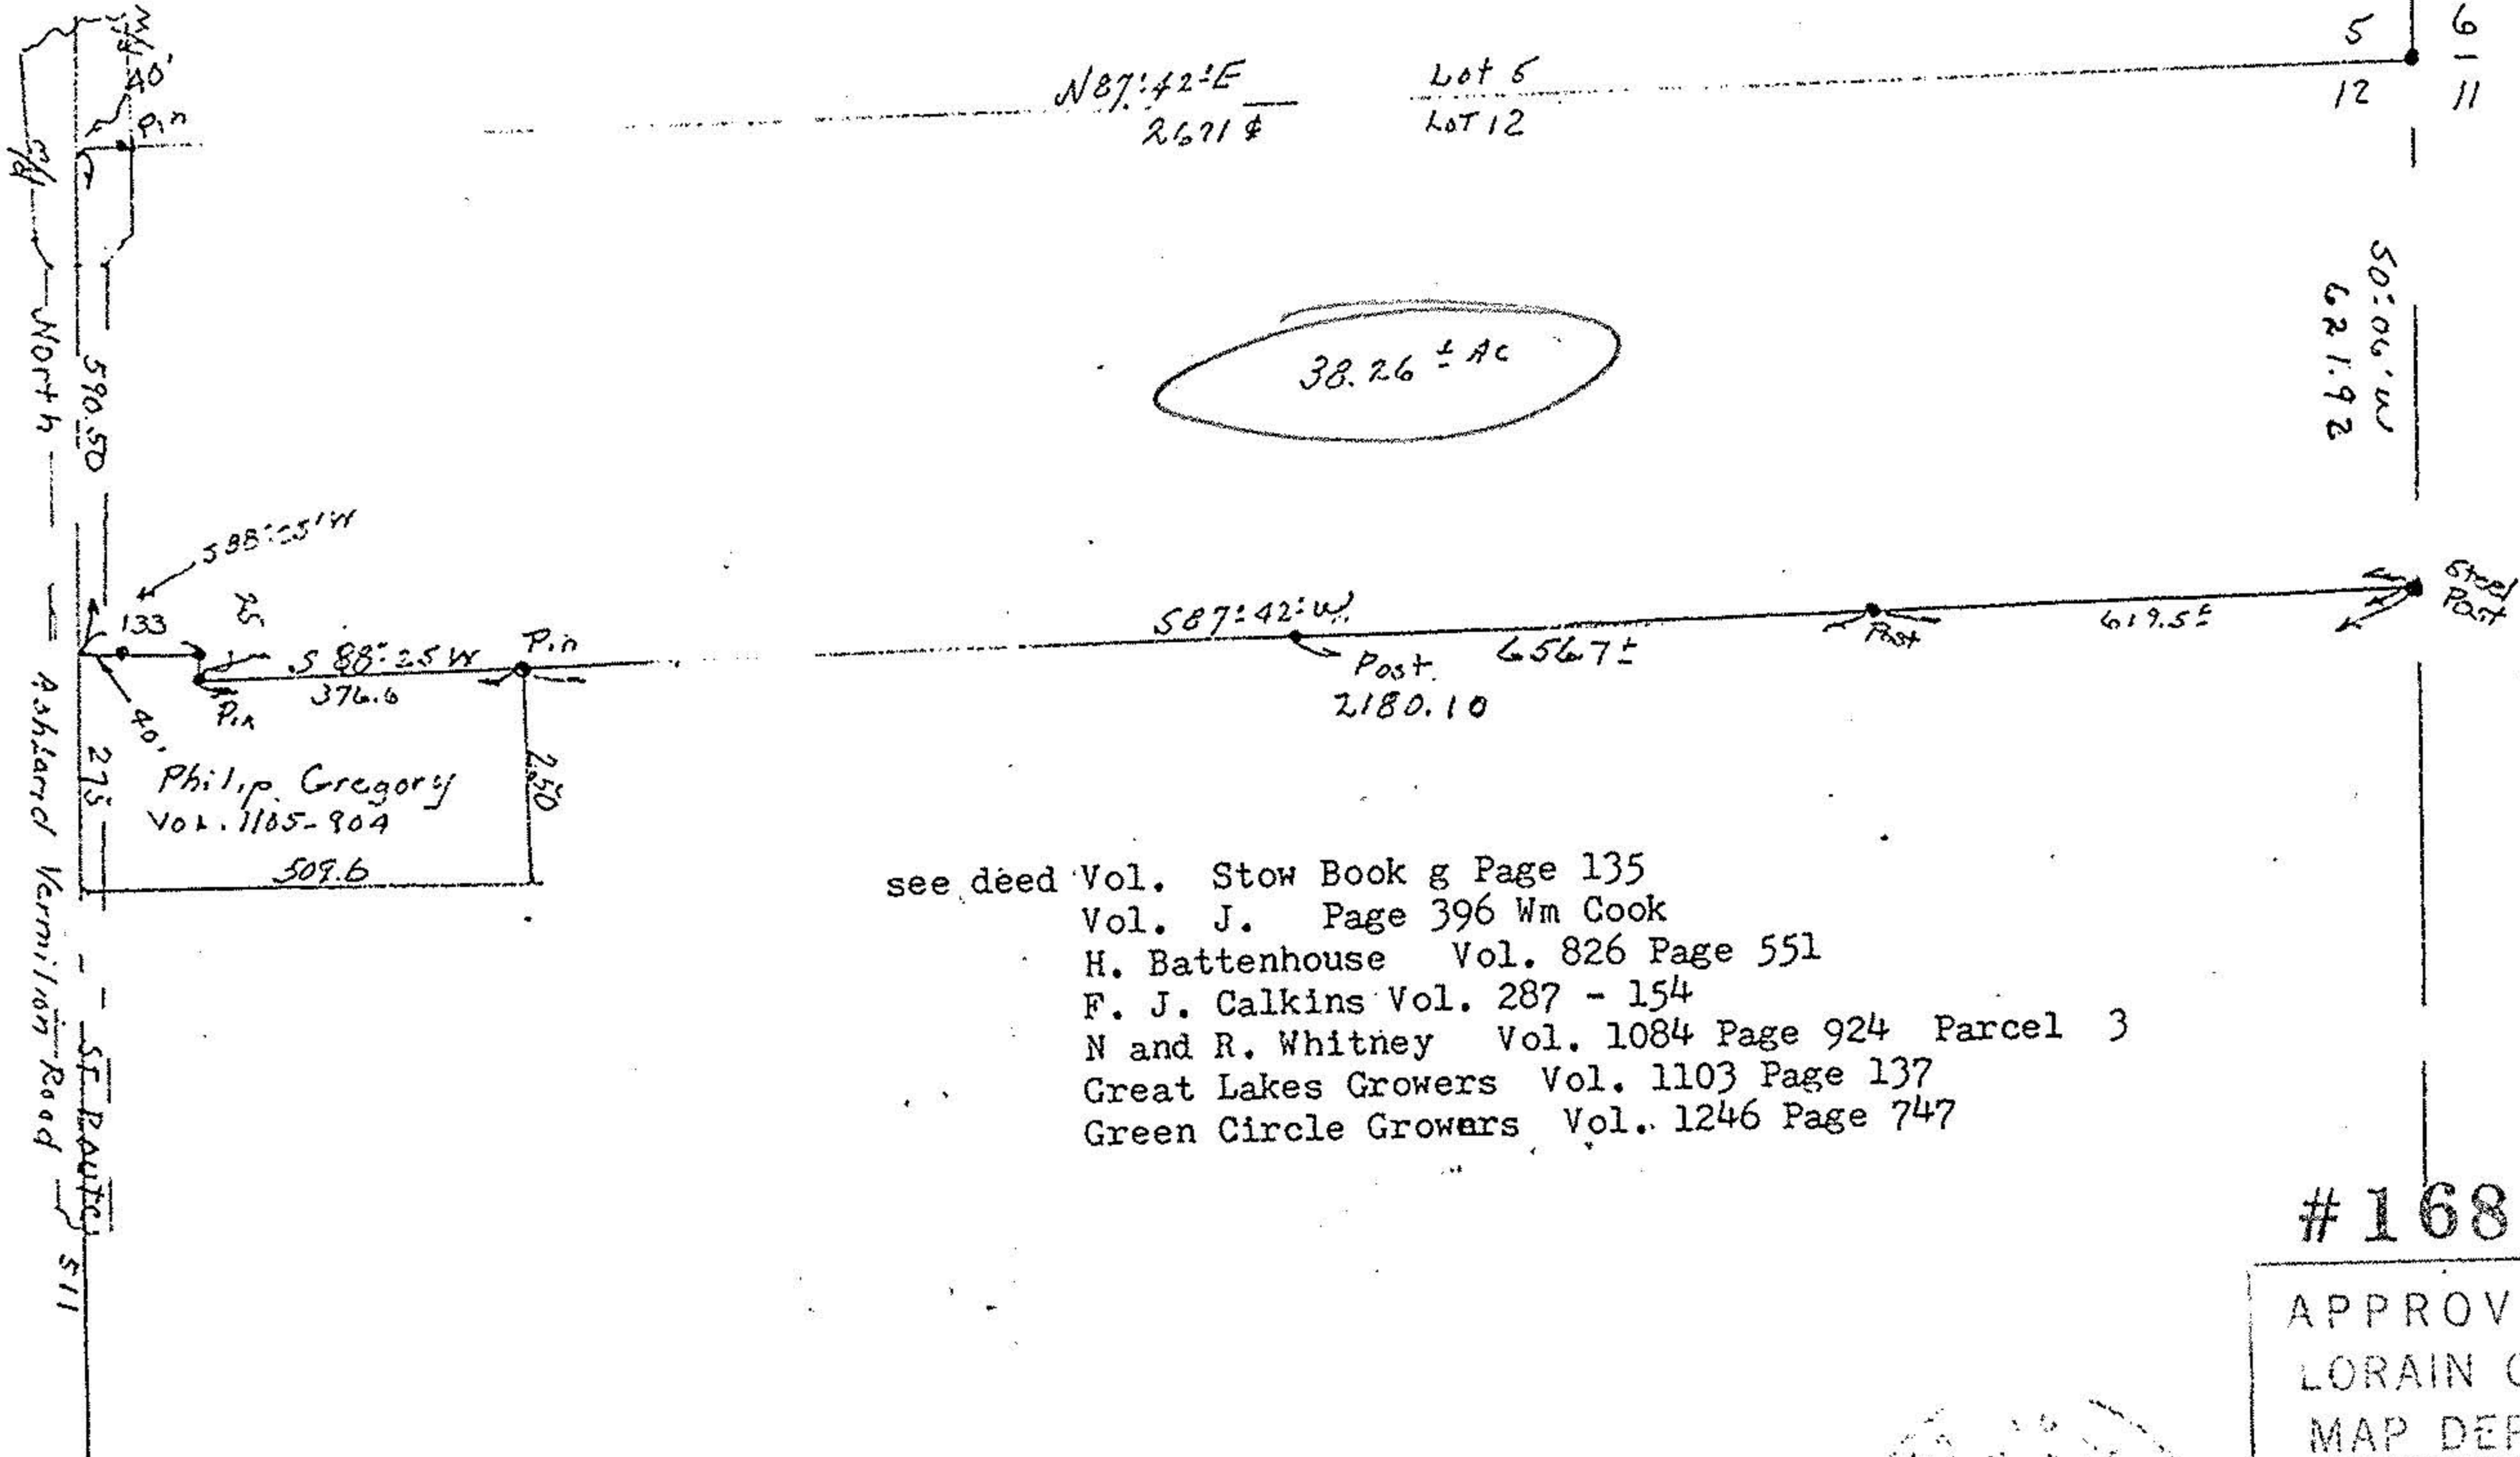 40'
Pin
N87:42'E
2671 ±
Lot 5
LOT 12
5
12
6
11
North
590.50
38.26 ± Ac
S0:06'W
621.92
S88:25'W
133
S 88:25 W
376.6
Pin
Pin
40'
S87:42'W
Post
2180.10
656.7±
Post
619.5±
Steel
Post
275
Philip Gregory
Vol. 1105-904
250
509.6
Ashland Vermilion Road
ST ROUTE 511
see deed Vol. Stow Book g Page 135
Vol. J. Page 396 Wm Cook
H. Battenhouse Vol. 826 Page 551
F. J. Calkins Vol. 287 - 154
N and R. Whitney Vol. 1084 Page 924 Parcel 3
Great Lakes Growers Vol. 1103 Page 137
Green Circle Growers Vol. 1246 Page 747
#168
APPROV
LORAIN C
MAP DEP